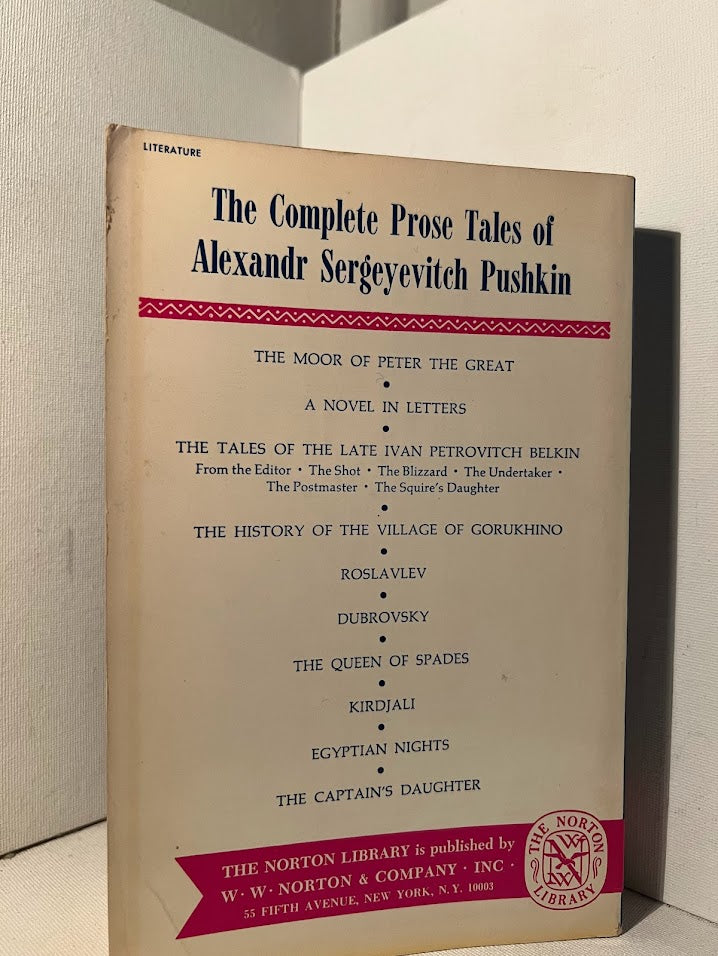 LITERATURE
The Complete Prose Tales of
Alexandr Sergeyevitch Pushkin
THE MOOR OF PETER THE GREAT
•
A NOVEL IN LETTERS
•
THE TALES OF THE LATE IVAN PETROVITCH BELKIN
From the Editor • The Shot • The Blizzard • The Undertaker •
The Postmaster • The Squire's Daughter
•
THE HISTORY OF THE VILLAGE OF GORUKHINO
•
ROSLAVLEV
•
DUBROVSKY
•
THE QUEEN OF SPADES
•
KIRDJALI
•
EGYPTIAN NIGHTS
•
THE CAPTAIN'S DAUGHTER
THE NORTON LIBRARY is published by
W · W · NORTON & COMPANY · INC ·
55 FIFTH AVENUE, NEW YORK, N.Y. 10003
THE NORTON
WWN
LIBRARY